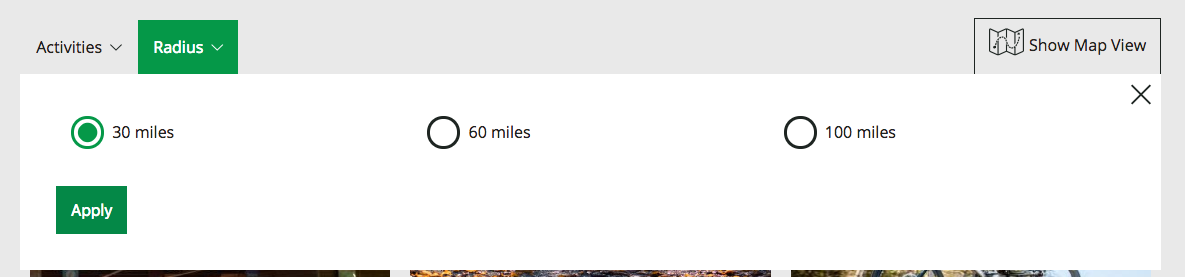 Activities
Radius
Show Map View
30 miles
60 miles
100 miles
Apply